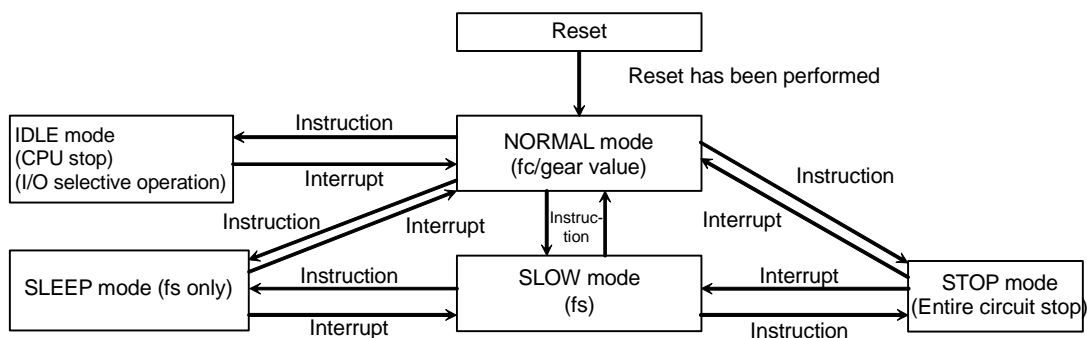 Reset
Reset has been performed
IDLE mode
(CPU stop)
(I/O selective operation)
Instruction
Interrupt
NORMAL mode
(fc/gear value)
Instruction
Interrupt
Instruction
Interrupt
Instruc-
tion
SLEEP mode (fs only)
Instruction
Interrupt
SLOW mode
(fs)
Interrupt
Instruction
STOP mode
(Entire circuit stop)